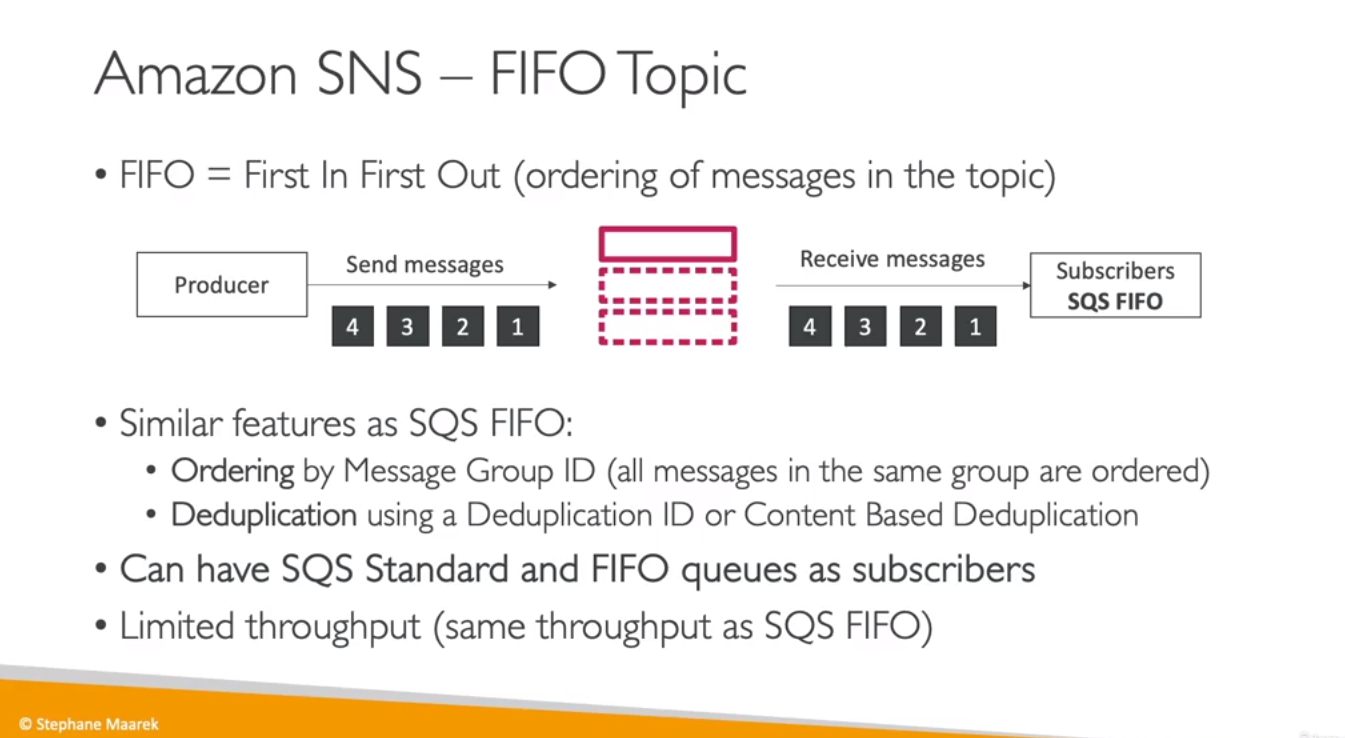 Amazon SNS – FIFO Topic
• FIFO = First In First Out (ordering of messages in the topic)
Producer
Send messages
4 3 2 1
Receive messages
4 3 2 1
Subscribers
SQS FIFO
• Similar features as SQS FIFO:
• Ordering by Message Group ID (all messages in the same group are ordered)
• Deduplication using a Deduplication ID or Content Based Deduplication
• Can have SQS Standard and FIFO queues as subscribers
• Limited throughput (same throughput as SQS FIFO)
© Stephane Maarek